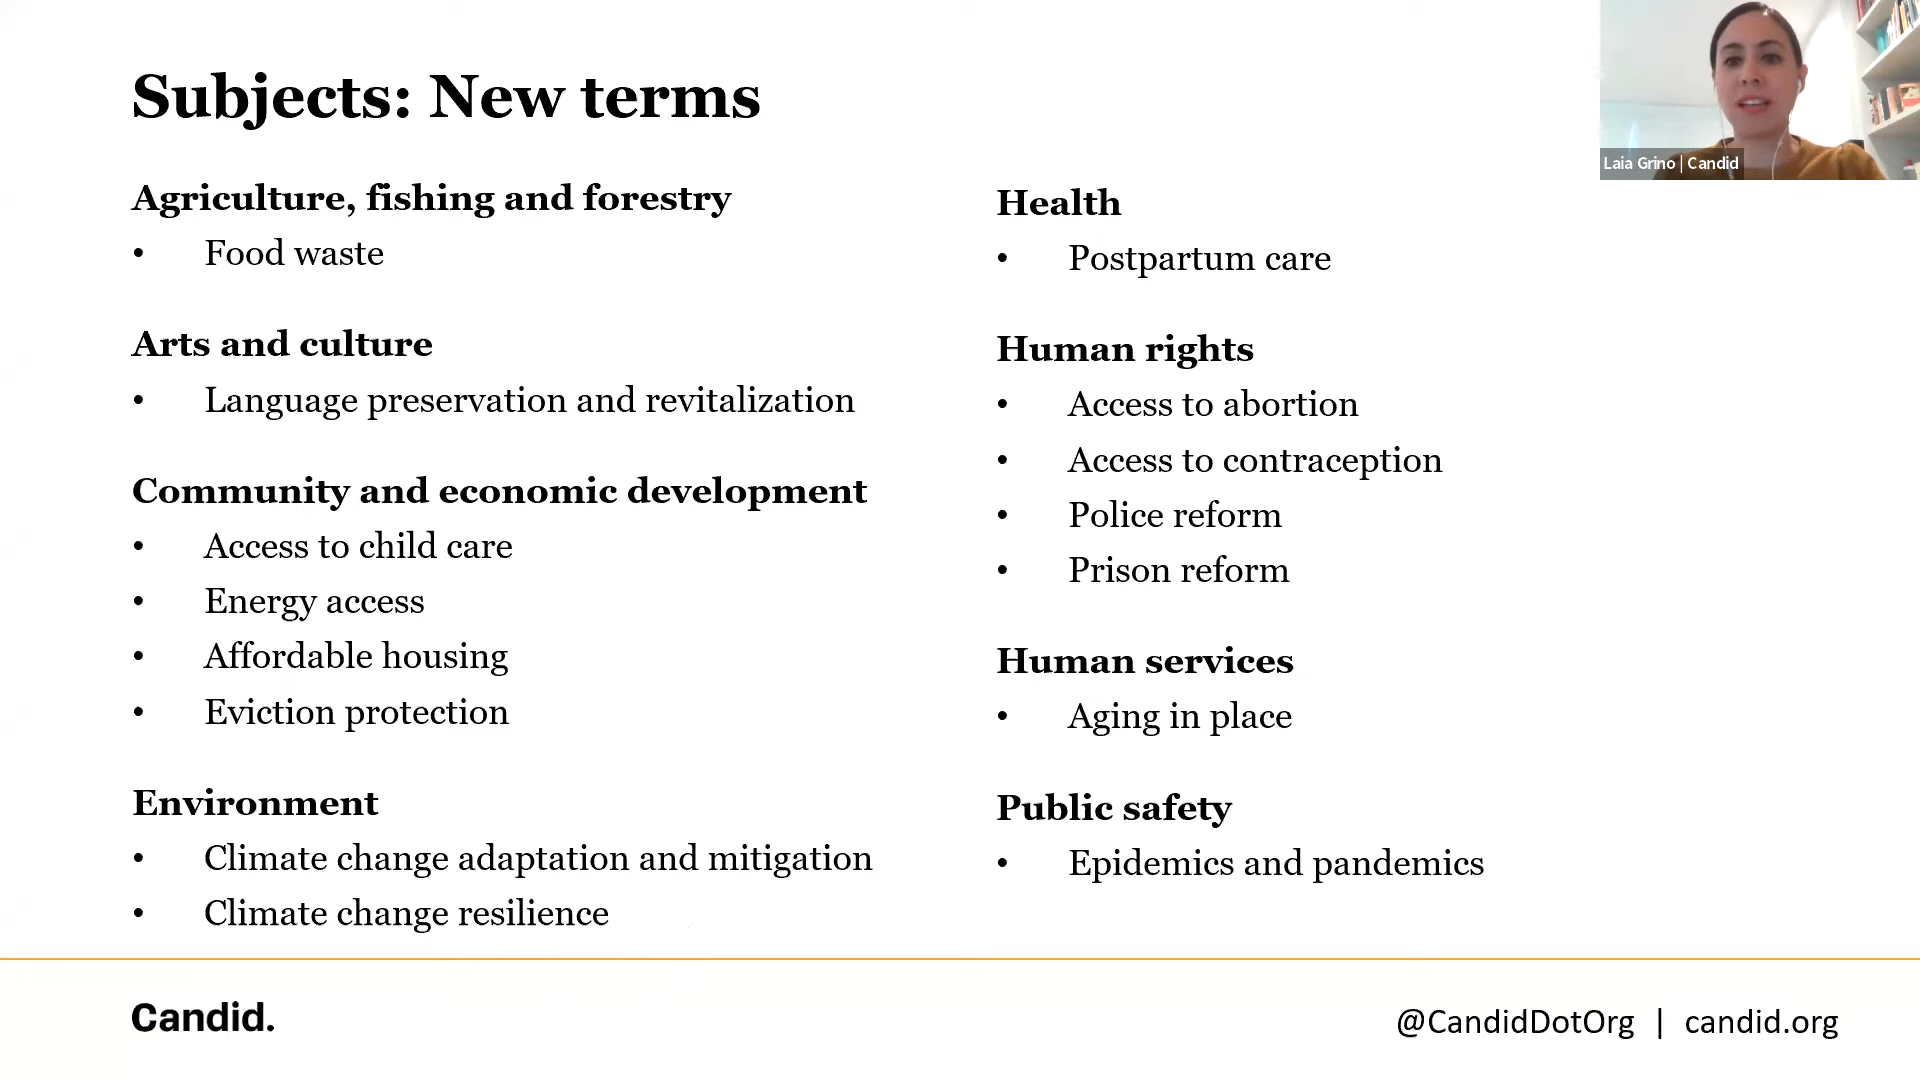 Subjects: New terms
Agriculture, fishing and forestry
• Food waste
Arts and culture
• Language preservation and revitalization
Community and economic development
• Access to child care
• Energy access
• Affordable housing
• Eviction protection
Environment
• Climate change adaptation and mitigation
• Climate change resilience
Health
• Postpartum care
Human rights
• Access to abortion
• Access to contraception
• Police reform
• Prison reform
Human services
• Aging in place
Public safety
• Epidemics and pandemics
Laia Grino | Candid
Candid.
@CandidDotOrg | candid.org